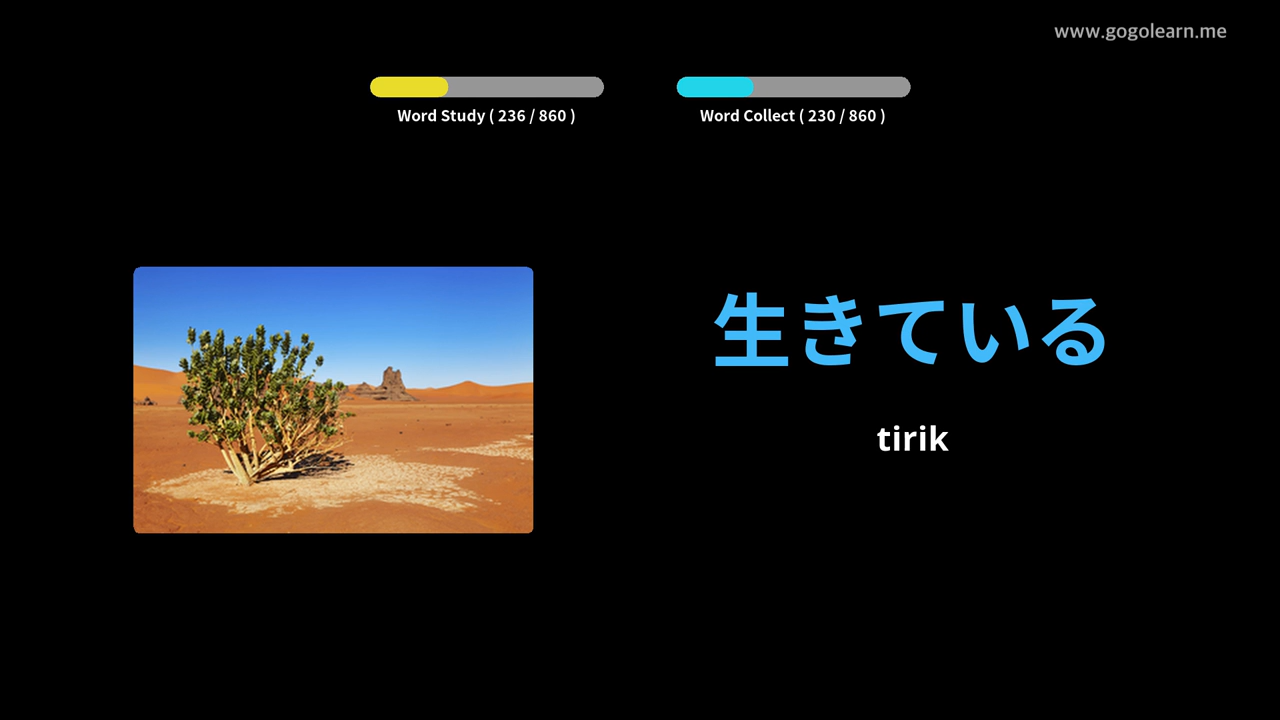 www.gogolearn.me
Word Study ( 236 / 860 )
Word Collect ( 230 / 860 )
生きている
tirik